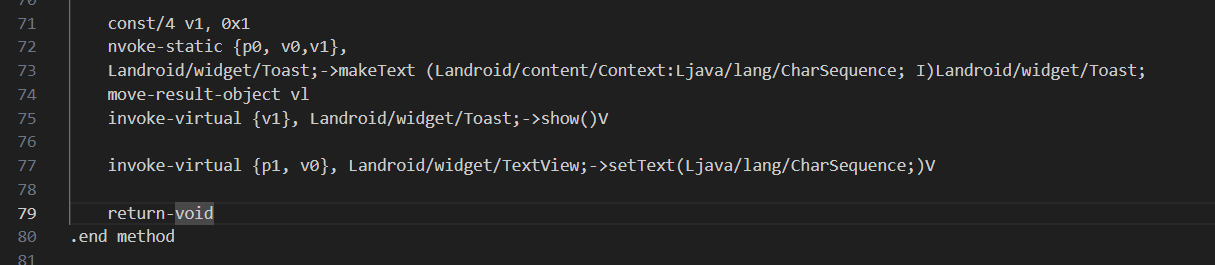 70
71 const/4 v1, 0x1
72 nvoke-static {p0, v0,v1},
73 Landroid/widget/Toast;->makeText (Landroid/content/Context:Ljava/lang/CharSequence; I)Landroid/widget/Toast;
74 move-result-object vl
75 invoke-virtual {v1}, Landroid/widget/Toast;->show()V
76
77 invoke-virtual {p1, v0}, Landroid/widget/TextView;->setText(Ljava/lang/CharSequence;)V
78
79 return-void
80 .end method
81